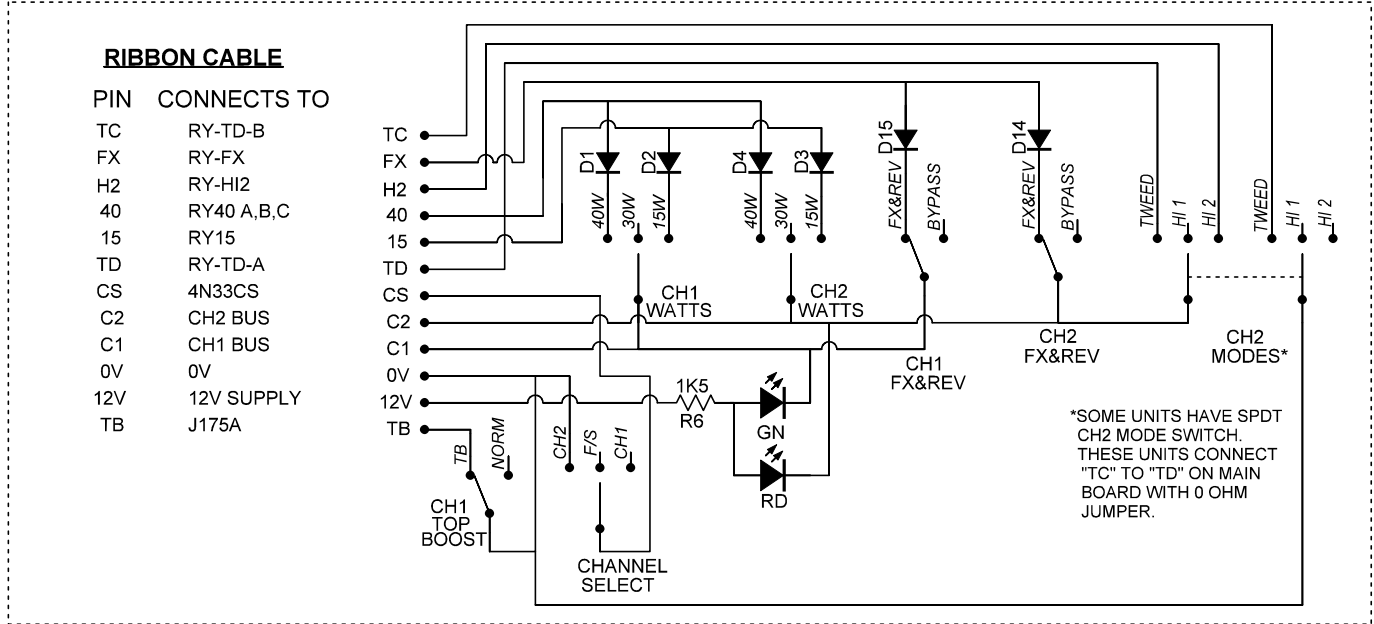 RIBBON CABLE
PIN CONNECTS TO
TC RY-TD-B
FX RY-FX
H2 RY-HI2
40 RY40 A,B,C
15 RY15
TD RY-TD-A
CS 4N33CS
C2 CH2 BUS
C1 CH1 BUS
0V 0V
12V 12V SUPPLY
TB J175A
TC
FX
H2
40
15
TD
CS
C2
C1
0V
12V
TB
D1
D2
D4
D3
D15
D14
40W
30W
15W
40W
30W
15W
FX&REV
BYPASS
FX&REV
BYPASS
TWEED
HI 1
HI 2
TWEED
HI 1
HI 2
CH1
WATTS
CH2
WATTS
CH1
FX&REV
CH2
FX&REV
CH2
MODES*
1K5
R6
GN
RD
TB
NORM
CH2
F/S
CH1
CH1
TOP
BOOST
CHANNEL
SELECT
*SOME UNITS HAVE SPDT
CH2 MODE SWITCH.
THESE UNITS CONNECT
"TC" TO "TD" ON MAIN
BOARD WITH 0 OHM
JUMPER.